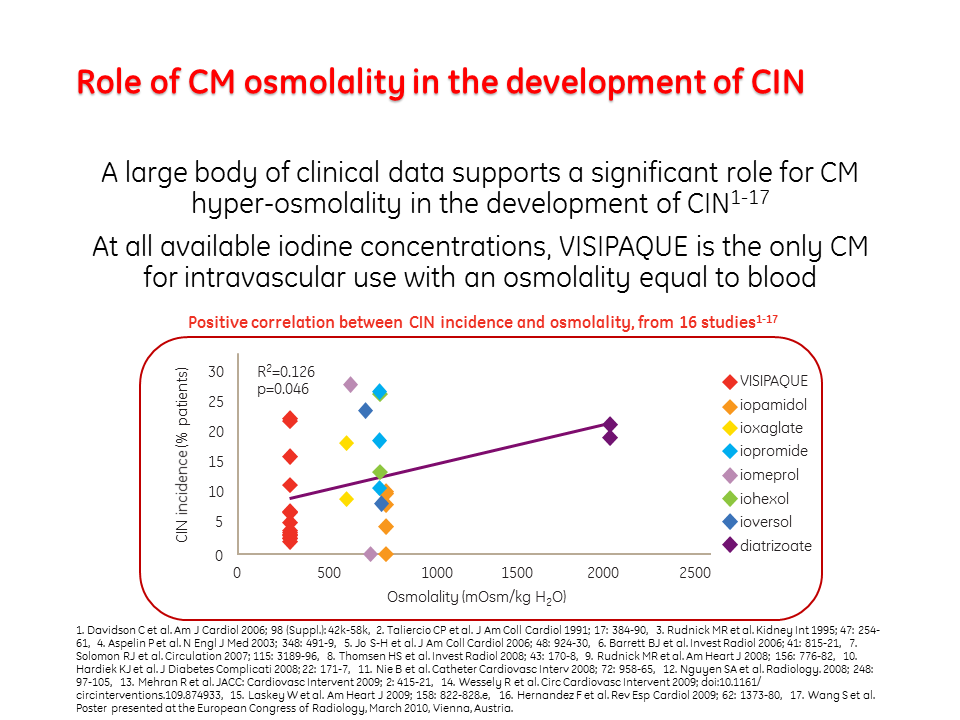 Role of CM osmolality in the development of CIN
A large body of clinical data supports a significant role for CM
hyper-osmolality in the development of CIN1-17
At all available iodine concentrations, VISIPAQUE is the only CM
for intravascular use with an osmolality equal to blood
Positive correlation between CIN incidence and osmolality, from 16 studies1-17
CIN incidence (% patients)
30
25
20
15
10
5
0
R2=0.126
p=0.046
VISIPAQUE
iopamidol
ioxaglate
iopromide
iomeprol
iohexol
ioversol
diatrizoate
0 500 1000 1500 2000 2500
Osmolality (mOsm/kg H2O)
1. Davidson C et al. Am J Cardiol 2006; 98 (Suppl.): 42k-58k, 2. Taliercio CP et al. J Am Coll Cardiol 1991; 17: 384-90, 3. Rudnick MR et al. Kidney Int 1995; 47: 254-
61, 4. Aspelin P et al. N Engl J Med 2003; 348: 491-9, 5. Jo S-H et al. J Am Coll Cardiol 2006; 48: 924-30, 6. Barrett BJ et al. Invest Radiol 2006; 41: 815-21, 7.
Solomon RJ et al. Circulation 2007; 115: 3189-96, 8. Thomsen HS et al. Invest Radiol 2008; 43: 170-8, 9. Rudnick MR et al. Am Heart J 2008; 156: 776-82, 10.
Hardiek KJ et al. J Diabetes Complicati 2008; 22: 171-7, 11. Nie B et al. Catheter Cardiovasc Interv 2008; 72: 958-65, 12. Nguyen SA et al. Radiology. 2008; 248:
97-105, 13. Mehran R et al. JACC: Cardiovasc Intervent 2009; 2: 415-21, 14. Wessely R et al. Circ Cardiovasc Intervent 2009; doi:10.1161/
circinterventions.109.874933, 15. Laskey W et al. Am Heart J 2009; 158: 822-828.e, 16. Hernandez F et al. Rev Esp Cardiol 2009; 62: 1373-80, 17. Wang S et al.
Poster presented at the European Congress of Radiology, March 2010, Vienna, Austria.